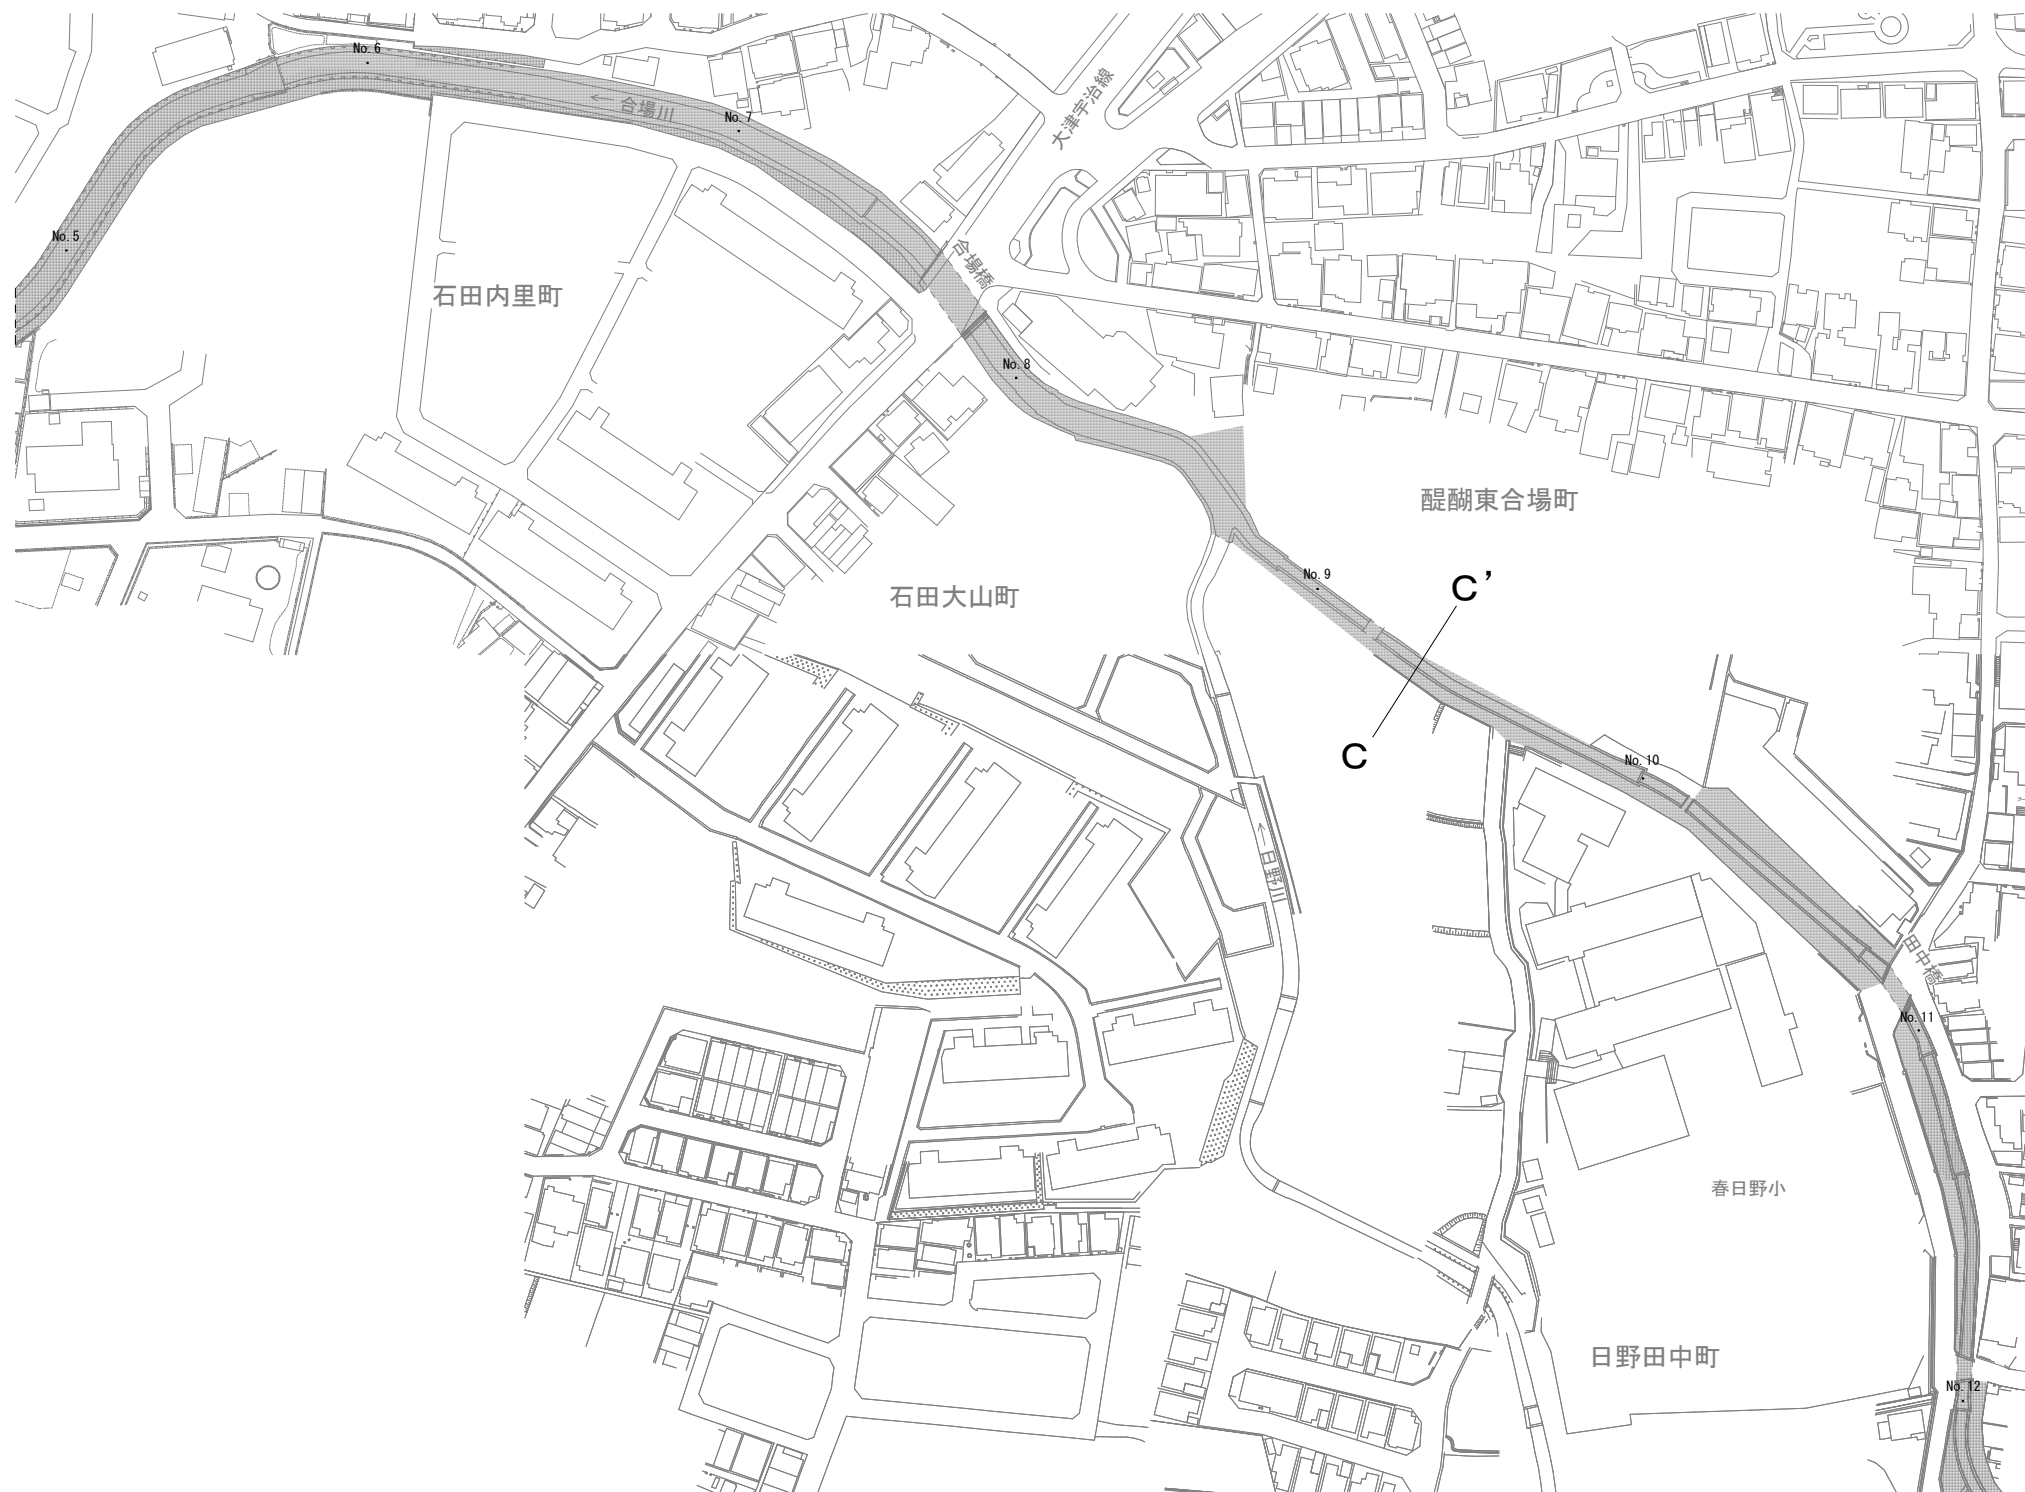 No.6
No.7
← 合場川
大津宇治線
No.5
合場橋
石田内里町
No.8
醍醐東合場町
No.9
C'
石田大山町
C
No.10
← 日野川
田中橋
No.11
春日野小
日野田中町
No.12